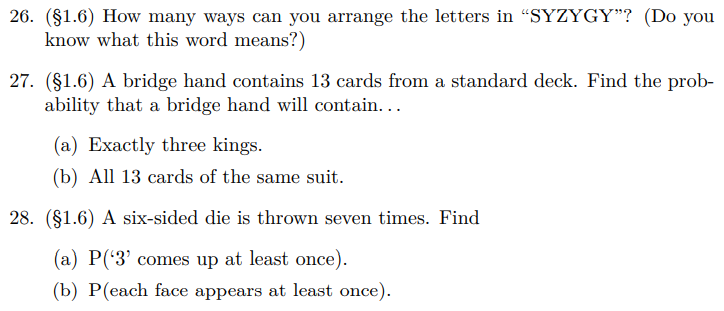 26. (§1.6) How many ways can you arrange the letters in “SYZYGY”? (Do you
know what this word means?)
27. (§1.6) A bridge hand contains 13 cards from a standard deck. Find the prob-
ability that a bridge hand will contain. . .
(a) Exactly three kings.
(b) All 13 cards of the same suit.
28. (§1.6) A six-sided die is thrown seven times. Find
(a) P(‘3’ comes up at least once).
(b) P(each face appears at least once).